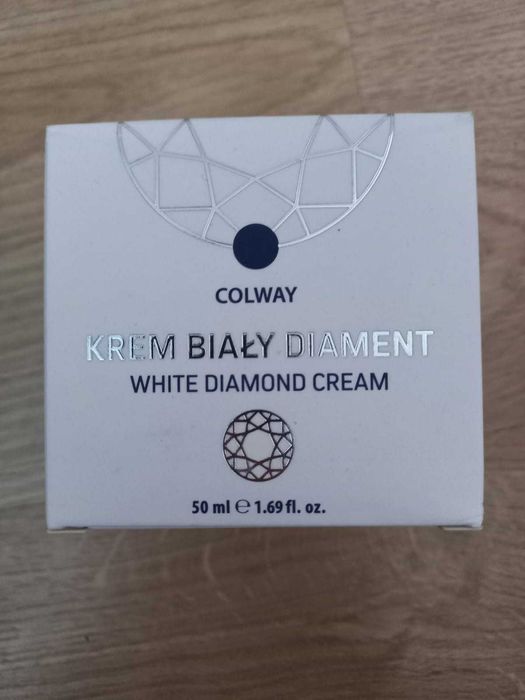 COLWAY
KREM BIAŁY DIAMENT
WHITE DIAMOND CREAM
50 ml ℮ 1.69 fl. oz.